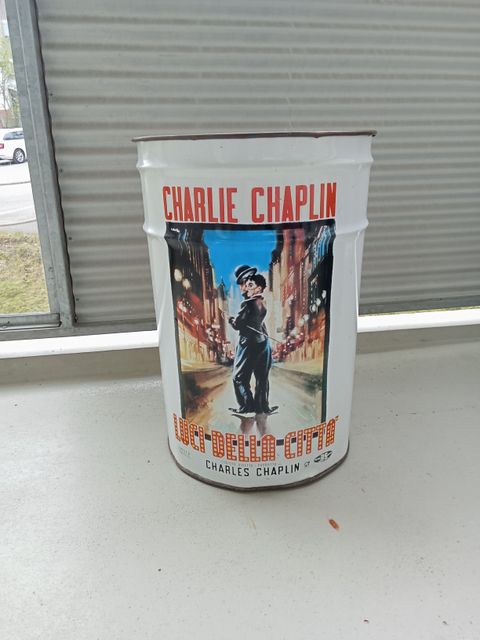 CHARLIE CHAPLIN
LUCI DELLA CITTÀ
CHARLES CHAPLIN